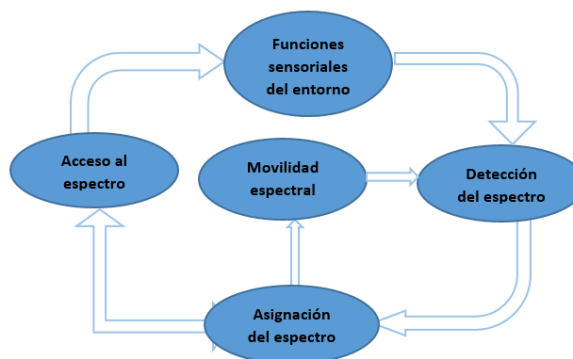 Funciones
sensoriales
del entorno
Acceso al
espectro
Movilidad
espectral
Detección
del espectro
Asignación
del espectro